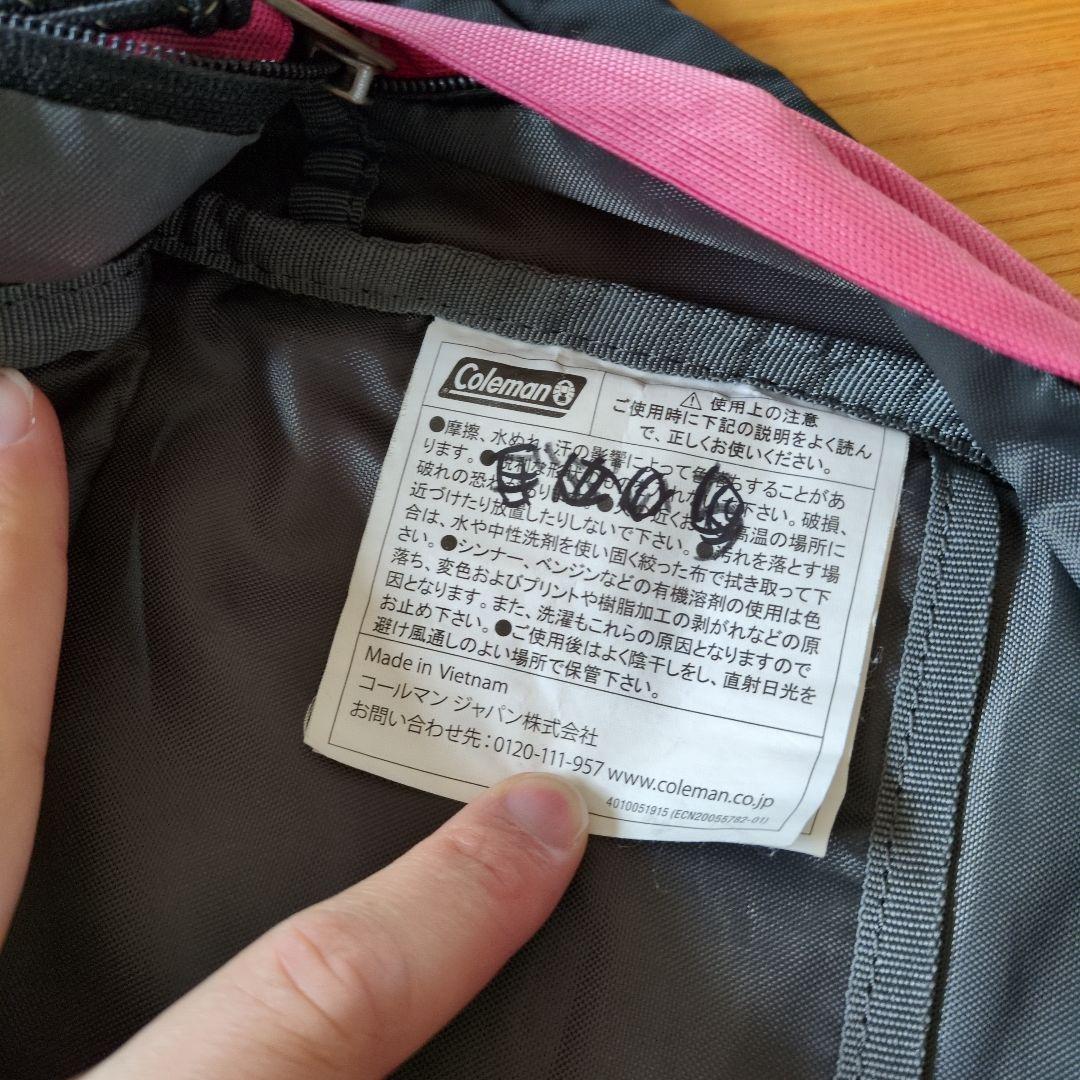 Coleman
⚠ 使用上の注意
ご使用時に下記の説明をよく読ん
で、正しくお使いください。
●摩擦、水ぬれ、汗の影響によって色
もすることがあ
ります。●
下さい。破損、
破れの恐れ
高温の場所に
近づけたり放置したりしないで下さい。●汚れを落とす場
合は、水や中性洗剤を使い固く絞った布で拭き取って下
さい。●シンナー、ベンジンなどの有機溶剤の使用は色
落ち、変色およびプリントや樹脂加工の剥がれなどの原
因となります。また、洗濯もこれらの原因となりますので
お止め下さい。●ご使用後はよく陰干しをし、直射日光を
避け風通しのよい場所で保管下さい。
Made in Vietnam
コールマン ジャパン株式会社
お問い合わせ先：0120-111-957 www.coleman.co.jp
4010051915 (ECN20055782-01)